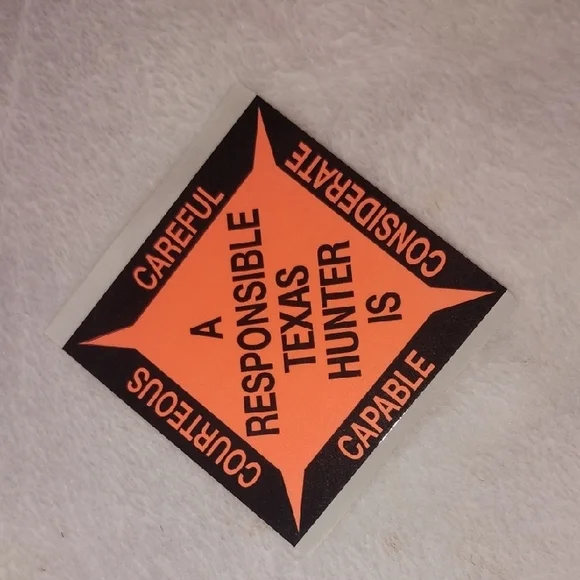 A
RESPONSIBLE
TEXAS
HUNTER
IS
CAREFUL
CONSIDERATE
CAPABLE
COURTEOUS